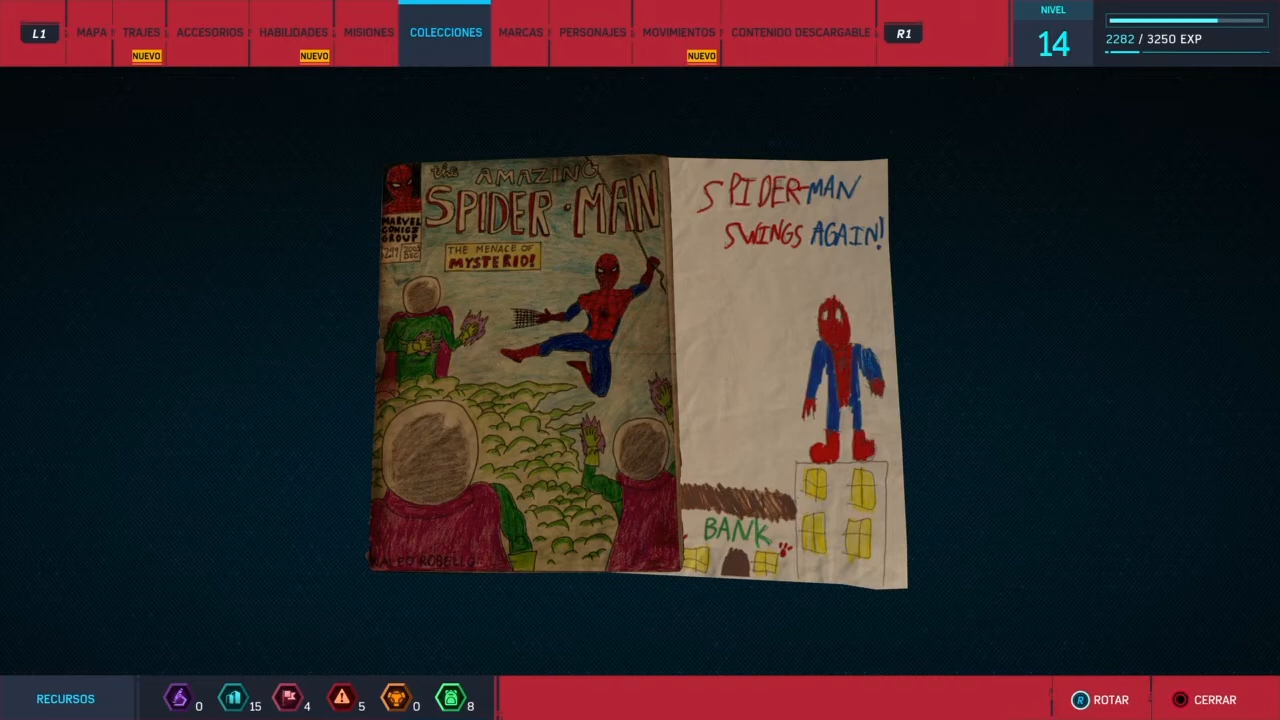 L1
MAPA
TRAJES
ACCESORIOS
HABILIDADES
MISIONES
COLECCIONES
MARCAS
PERSONAJES
MOVIMIENTOS
CONTENIDO DESCARGABLE
R1
NUEVO
NUEVO
NUEVO
NIVEL
14
2282 / 3250 EXP
the AMAZING
SPIDER-MAN
MARVEL
COMICS
GROUP
THE MENACE OF
MYSTERIO!
SPIDER-MAN
SWINGS AGAIN!
BANK
RECURSOS
0
15
4
5
0
8
R ROTAR
CERRAR